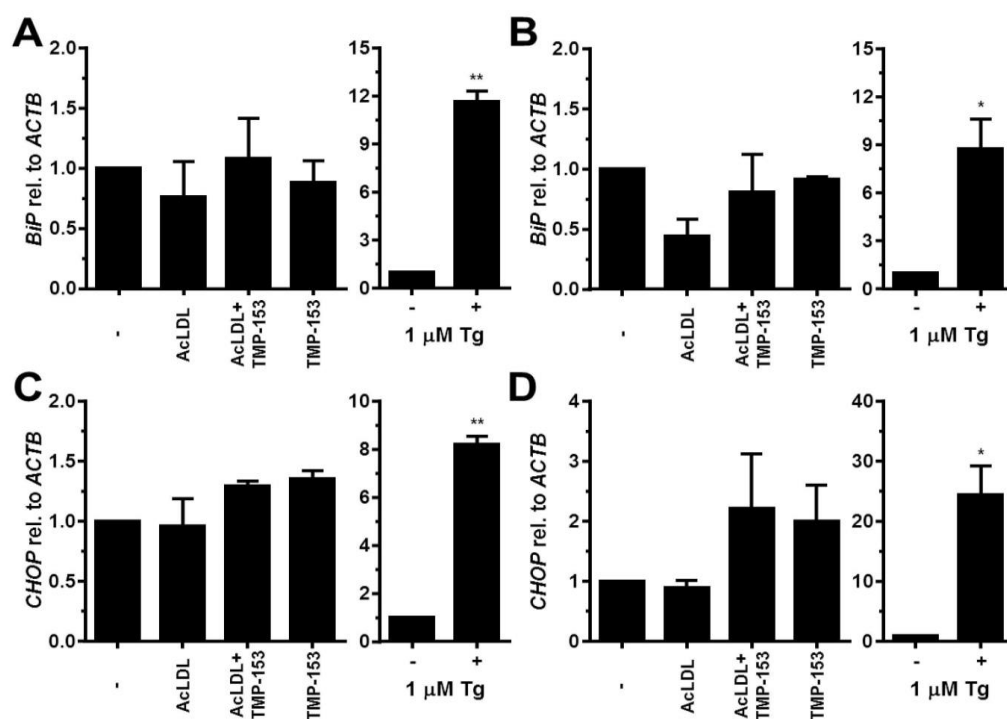 A
BiP rel. to ACTB
2.0
1.5
1.0
0.5
0.0
-
AcLDL
AcLDL+
TMP-153
TMP-153
15
12
9
6
3
0
**
- +
1 μM Tg
B
BiP rel. to ACTB
2.0
1.5
1.0
0.5
0.0
-
AcLDL
AcLDL+
TMP-153
TMP-153
15
12
9
6
3
0
*
- +
1 μM Tg
C
CHOP rel. to ACTB
2.0
1.5
1.0
0.5
0.0
-
AcLDL
AcLDL+
TMP-153
TMP-153
10
8
6
4
2
0
**
- +
1 μM Tg
D
CHOP rel. to ACTB
4
3
2
1
0
-
AcLDL
AcLDL+
TMP-153
TMP-153
40
30
20
10
0
*
- +
1 μM Tg